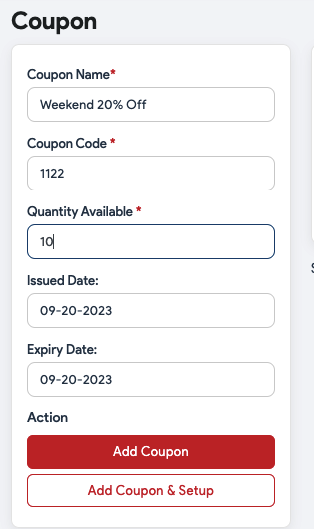 Coupon
Coupon Name*
Weekend 20% Off
Coupon Code *
1122
Quantity Available *
10
Issued Date:
09-20-2023
Expiry Date:
09-20-2023
Action
Add Coupon
Add Coupon & Setup